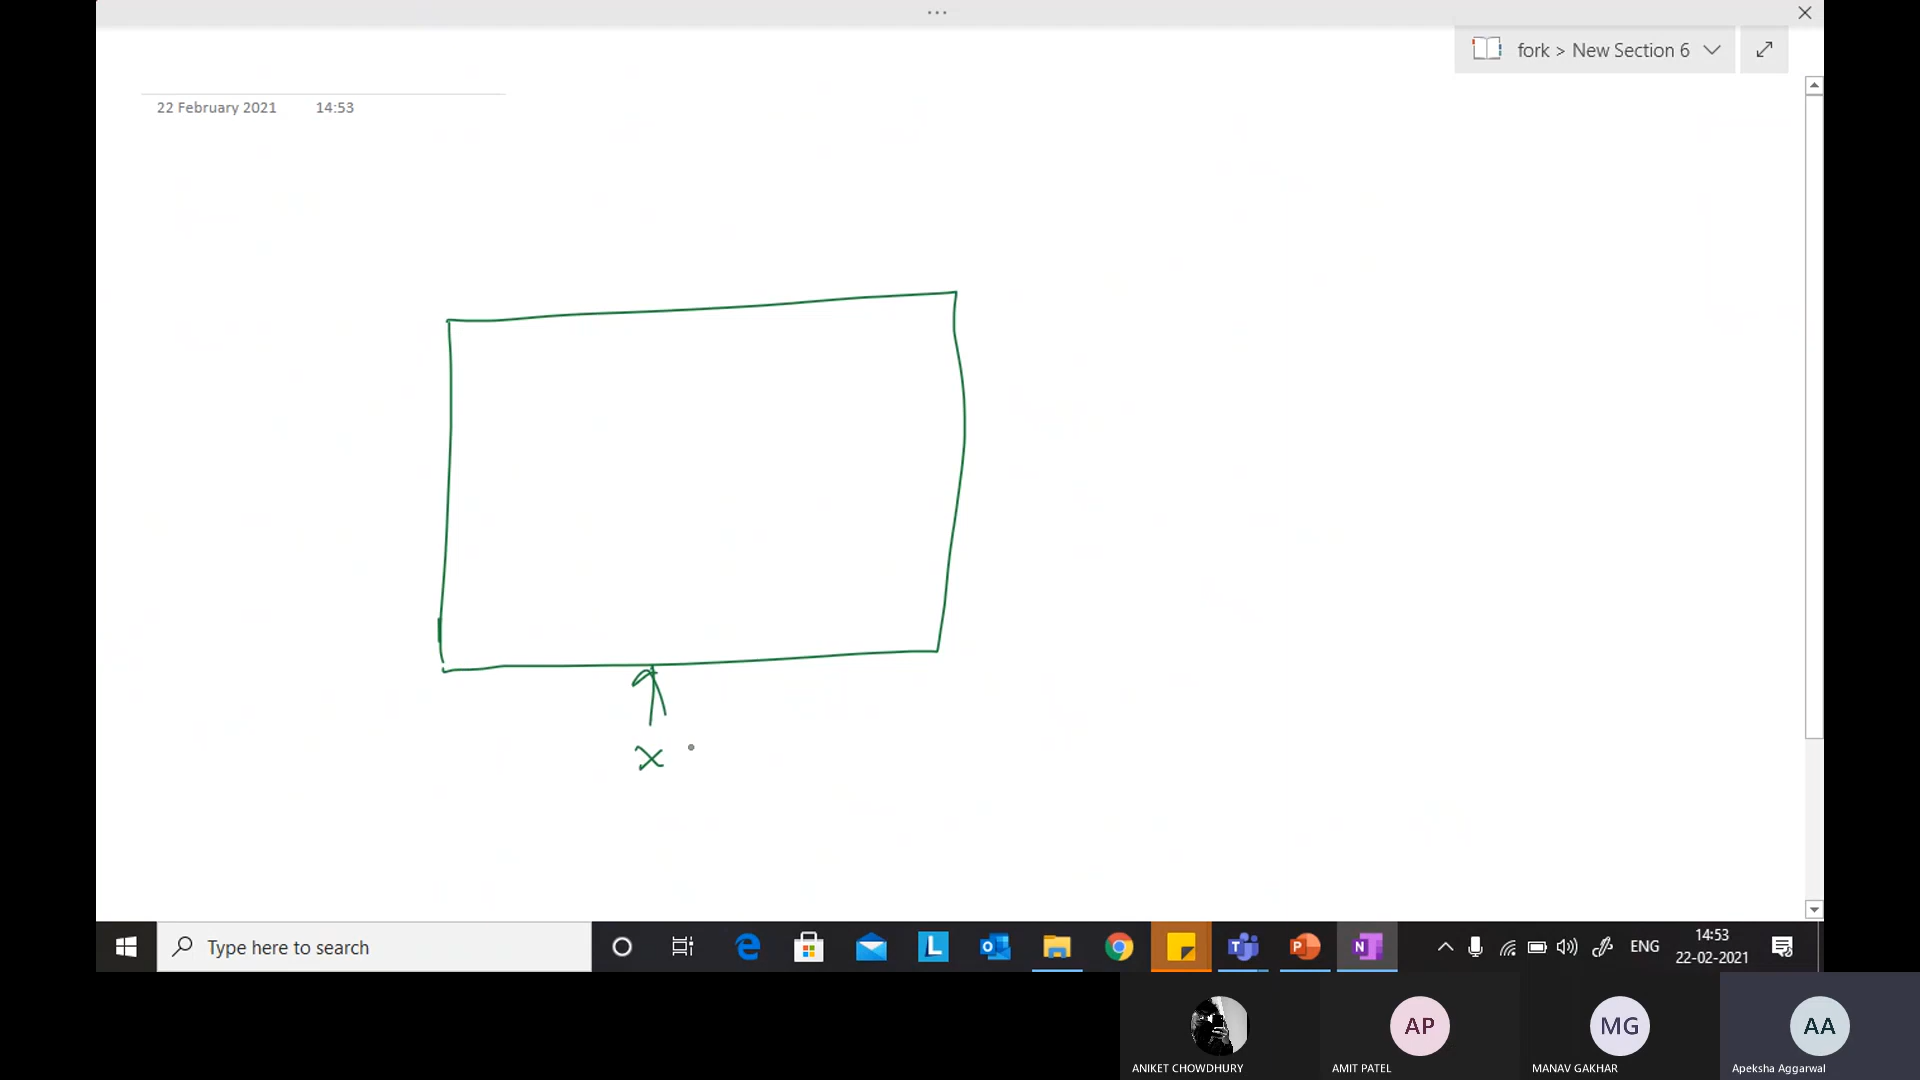 fork > New Section 6
22 February 2021 14:53
x
Type here to search
L
ENG
14:53
22-02-2021
AP
MG
AA
ANIKET CHOWDHURY
AMIT PATEL
MANAV GAKHAR
Apeksha Aggarwal